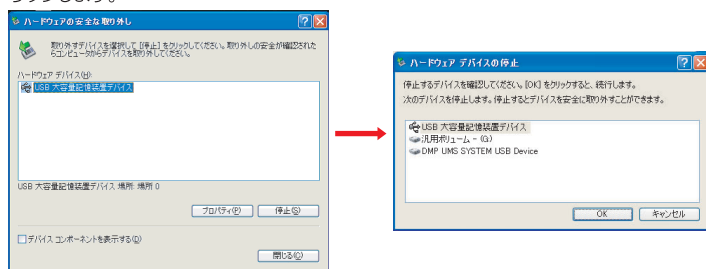 ラックします。
ハードウェアの安全な取り外し
取り外すデバイスを選択して [停止] をクリックしてください。取り外しの安全が確認された
らコンピュータからデバイスを取り外してください。
ハードウェア デバイス(H):
USB 大容量記憶装置デバイス
USB 大容量記憶装置デバイス 場所 場所 0
プロパティ(P)
停止(S)
デバイス コンポーネントを表示する(D)
閉じる(C)
ハードウェア デバイスの停止
停止するデバイスを確認してください。[OK] をクリックすると、続行します。
次のデバイスを停止します。停止するとデバイスを安全に取り外すことができます。
USB 大容量記憶装置デバイス
汎用ボリューム - (G:)
DMP UMS SYSTEM USB Device
OK
キャンセル